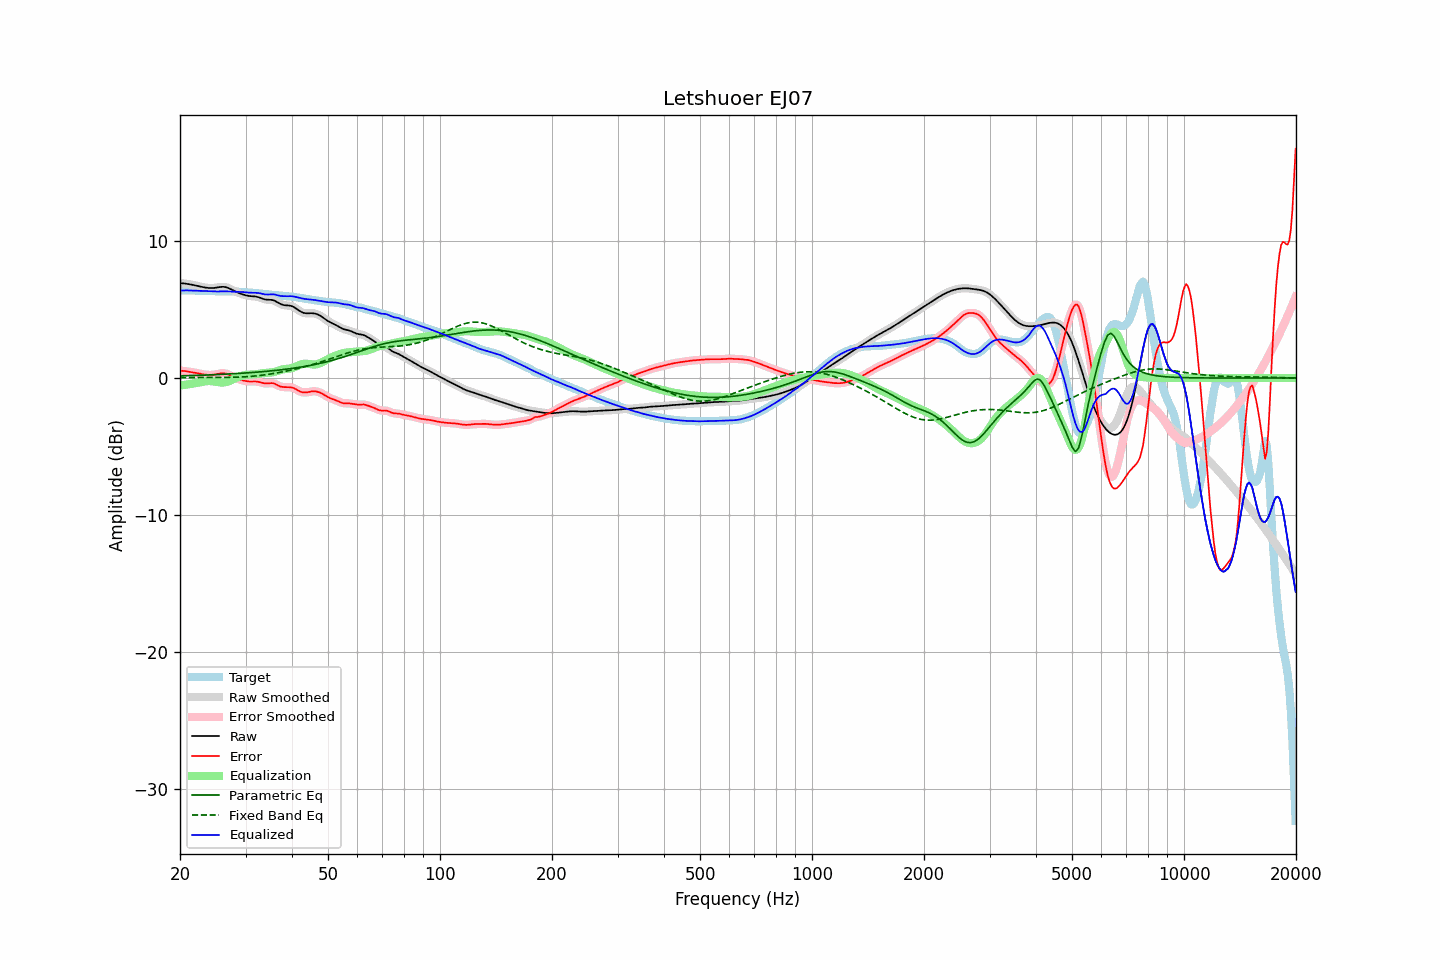 Letshuoer EJ07
Amplitude (dBr)
10
0
−10
−20
−30
Target
Raw Smoothed
Error Smoothed
Raw
Error
Equalization
Parametric Eq
Fixed Band Eq
Equalized
20 50 100 200 500 1000 2000 5000 10000 20000
Frequency (Hz)